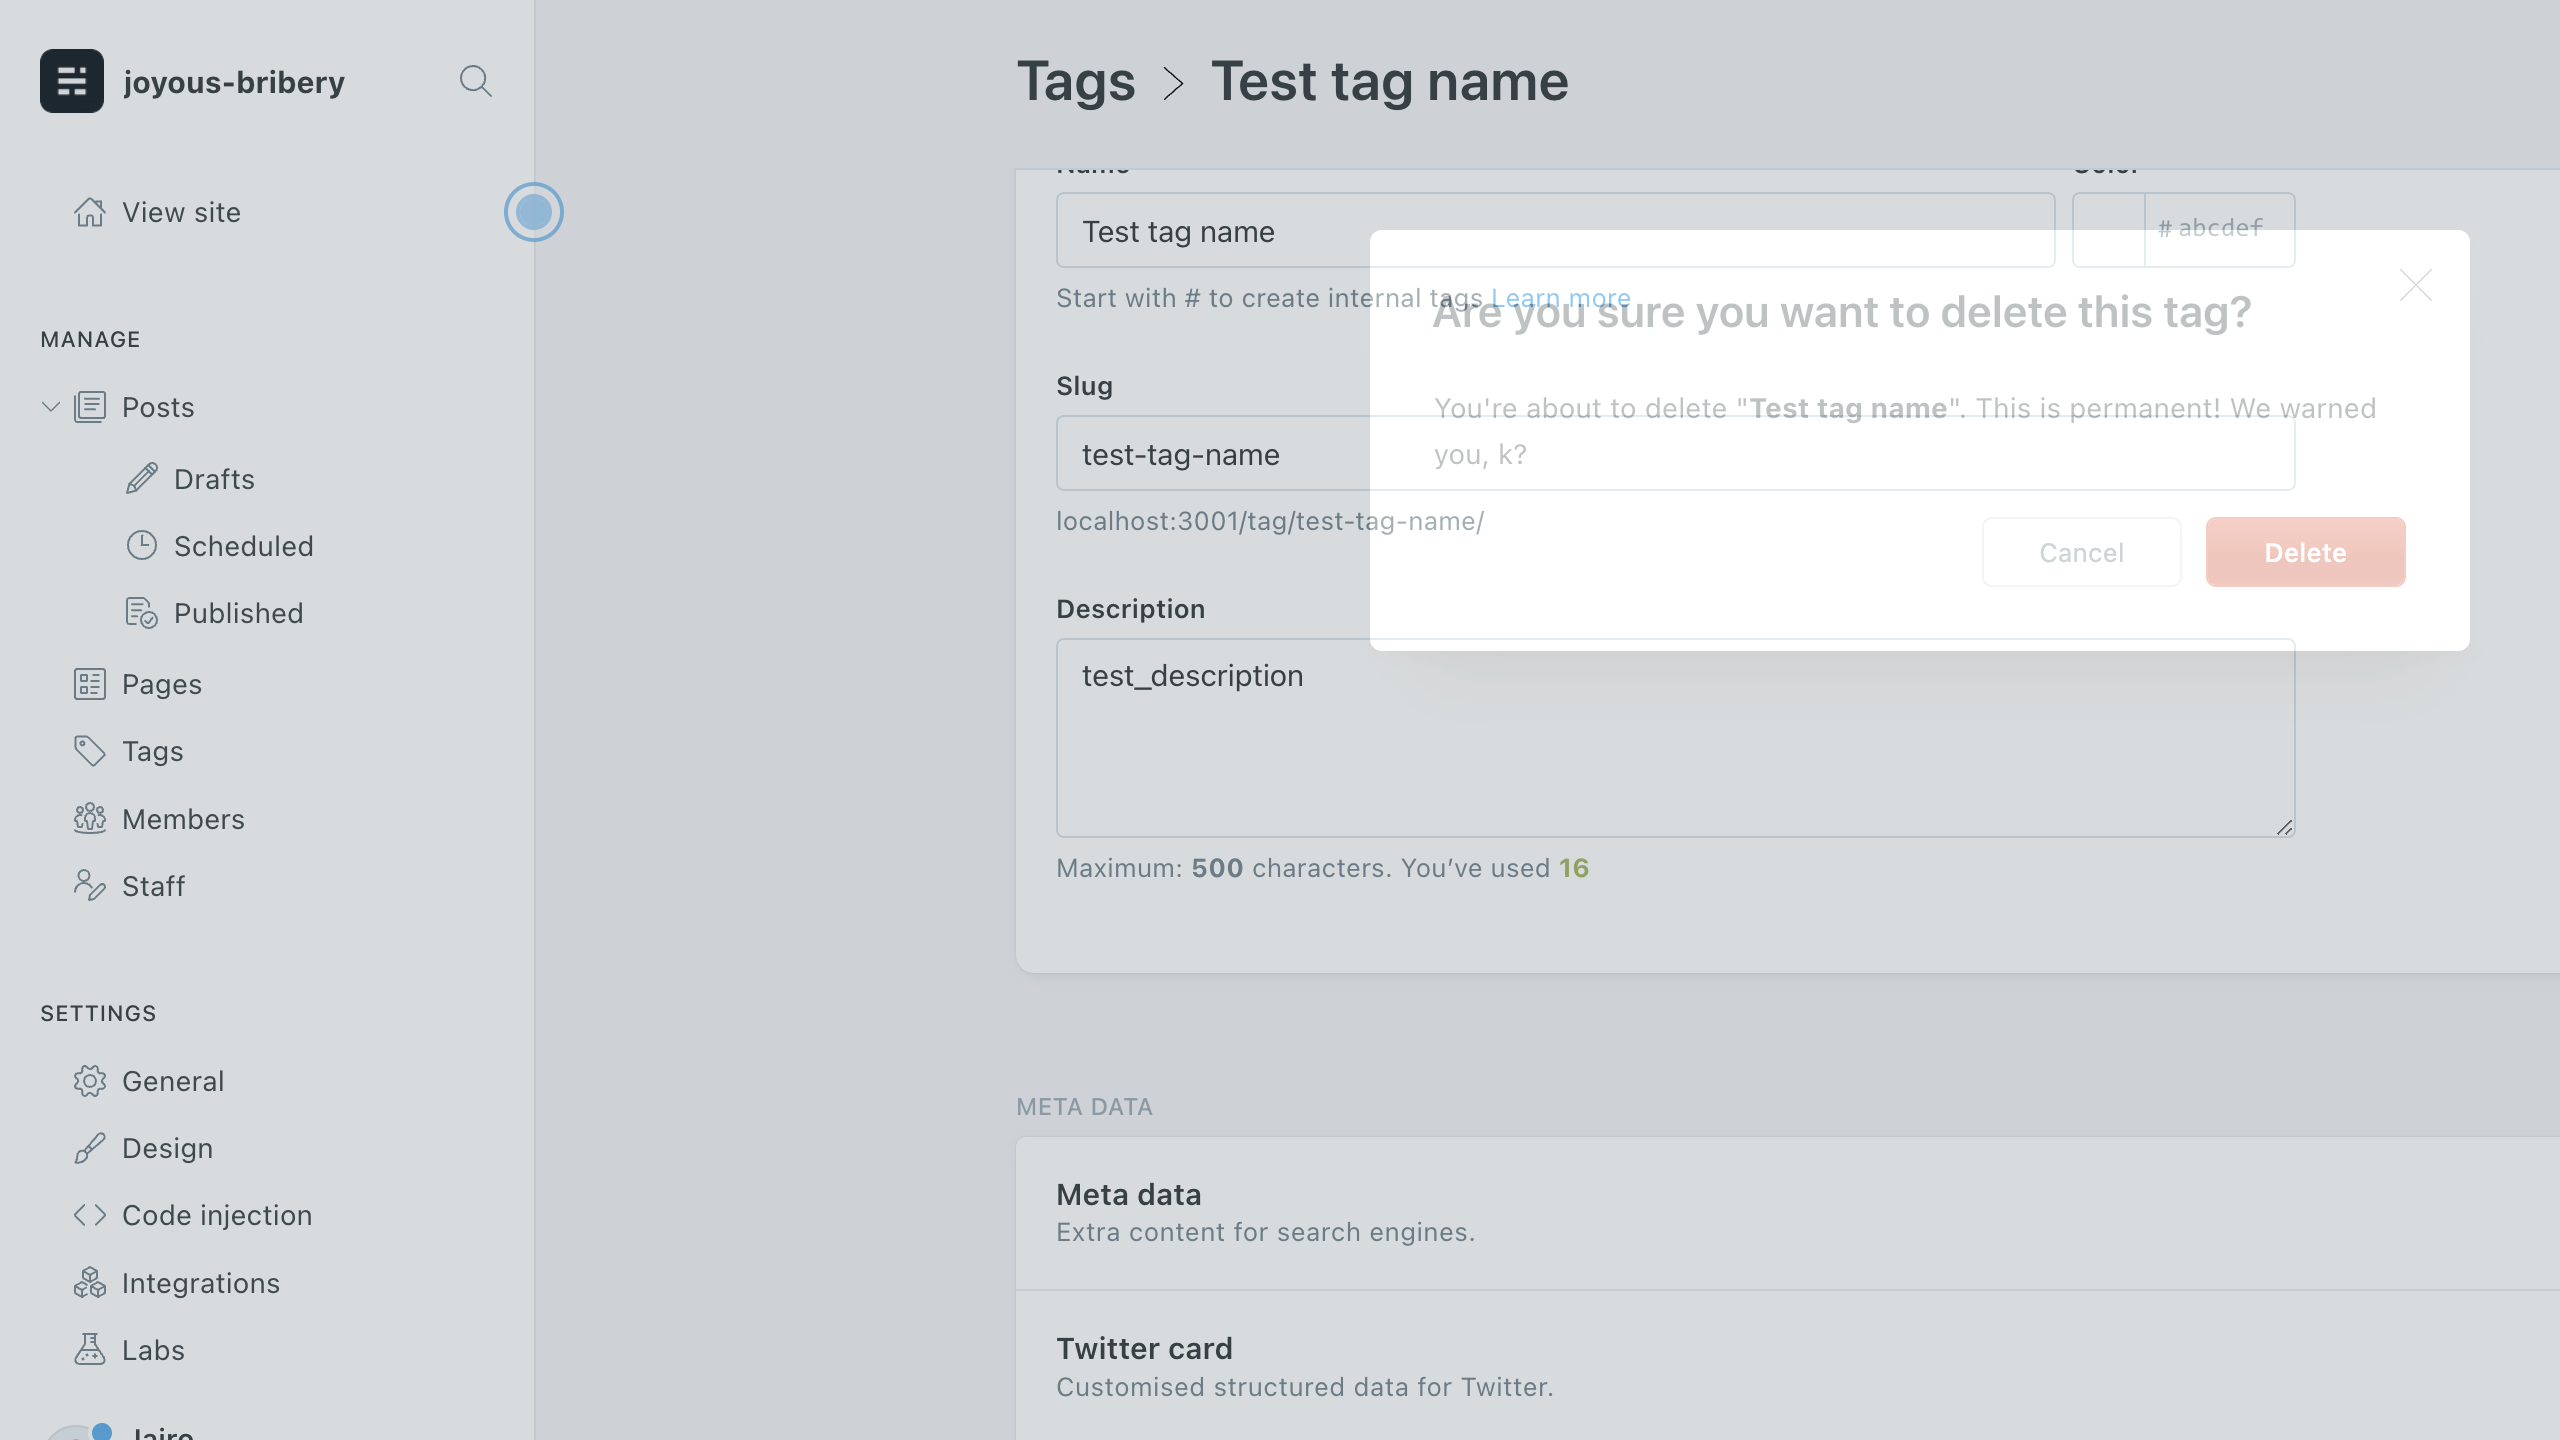 joyous-bribery
View site
MANAGE
Posts
Drafts
Scheduled
Published
Pages
Tags
Members
Staff
SETTINGS
General
Design
Code injection
Integrations
Labs
Jairo
Tags > Test tag name
Name
Color
Test tag name
# abcdef
Start with # to create internal tags Learn more
Slug
test-tag-name
localhost:3001/tag/test-tag-name/
Description
test_description
Maximum: 500 characters. You’ve used 16
META DATA
Meta data
Extra content for search engines.
Twitter card
Customised structured data for Twitter.
Are you sure you want to delete this tag?
You're about to delete "Test tag name". This is permanent! We warned
you, k?
Cancel
Delete